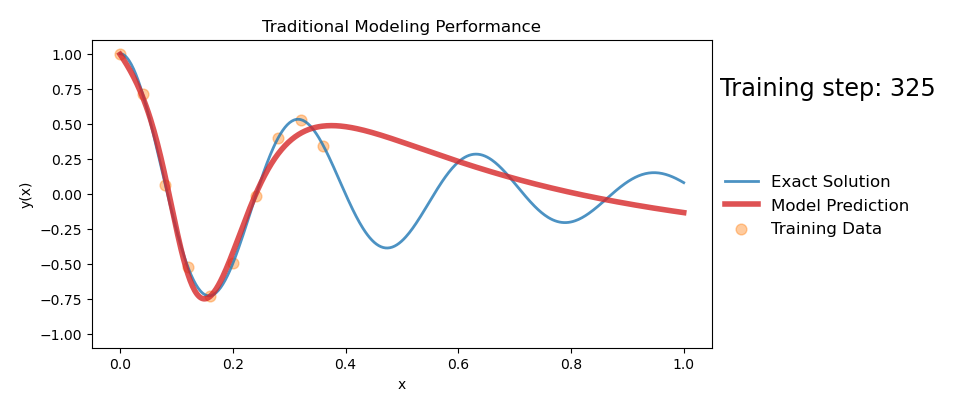 Traditional Modeling Performance
Training step: 325
1.00
0.75
0.50
0.25
0.00
−0.25
−0.50
−0.75
−1.00
y(x)
0.0 0.2 0.4 0.6 0.8 1.0
x
Exact Solution
Model Prediction
Training Data